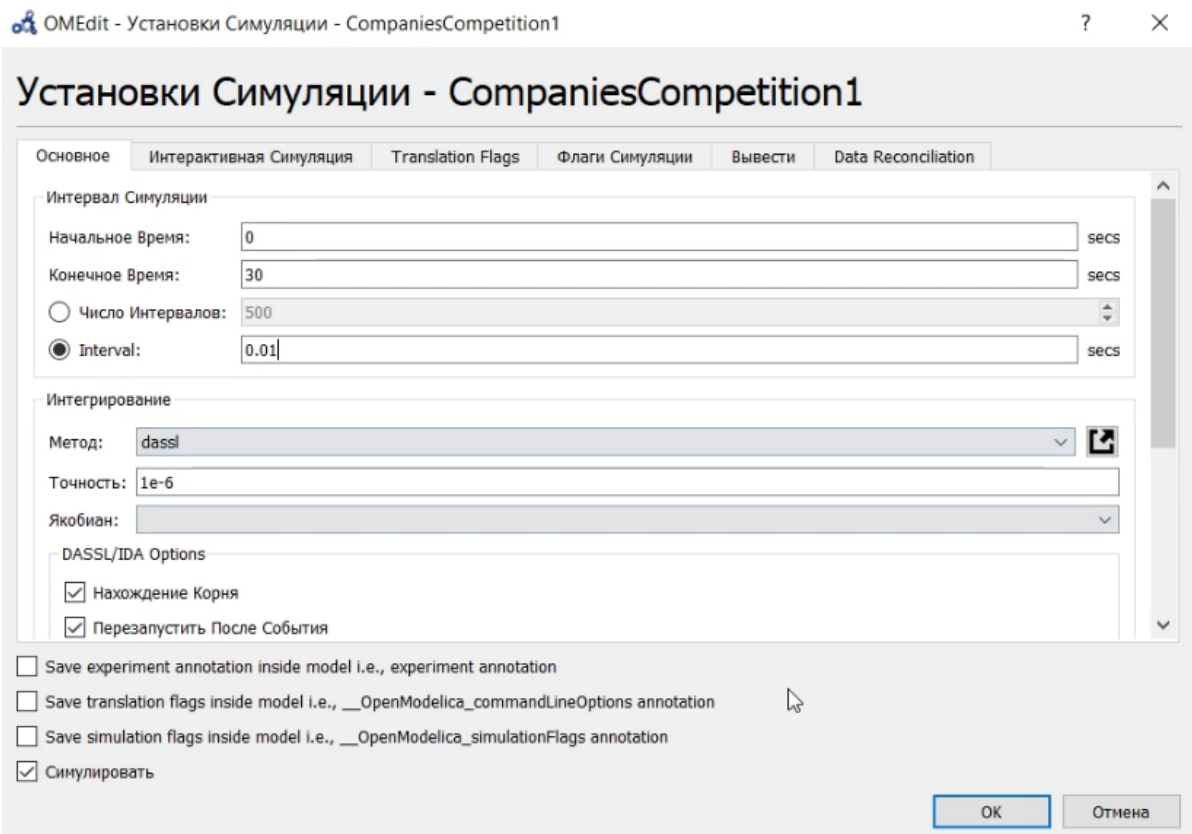 OMEdit - Установки Симуляции - CompaniesCompetition1 ?
Установки Симуляции - CompaniesCompetition1
Основное Интерактивная Симуляция Translation Flags Флаги Симуляции Вывести Data Reconciliation
Интервал Симуляции
Начальное Время: 0 secs
Конечное Время: 30 secs
Число Интервалов: 500
Interval: 0.01 secs
Интегрирование
Метод: dassl
Точность: 1e-6
Якобиан:
DASSL/IDA Options
Нахождение Корня
Перезапустить После События
Save experiment annotation inside model i.e., experiment annotation
Save translation flags inside model i.e., __OpenModelica_commandLineOptions annotation
Save simulation flags inside model i.e., __OpenModelica_simulationFlags annotation
Симулировать
OK Отмена